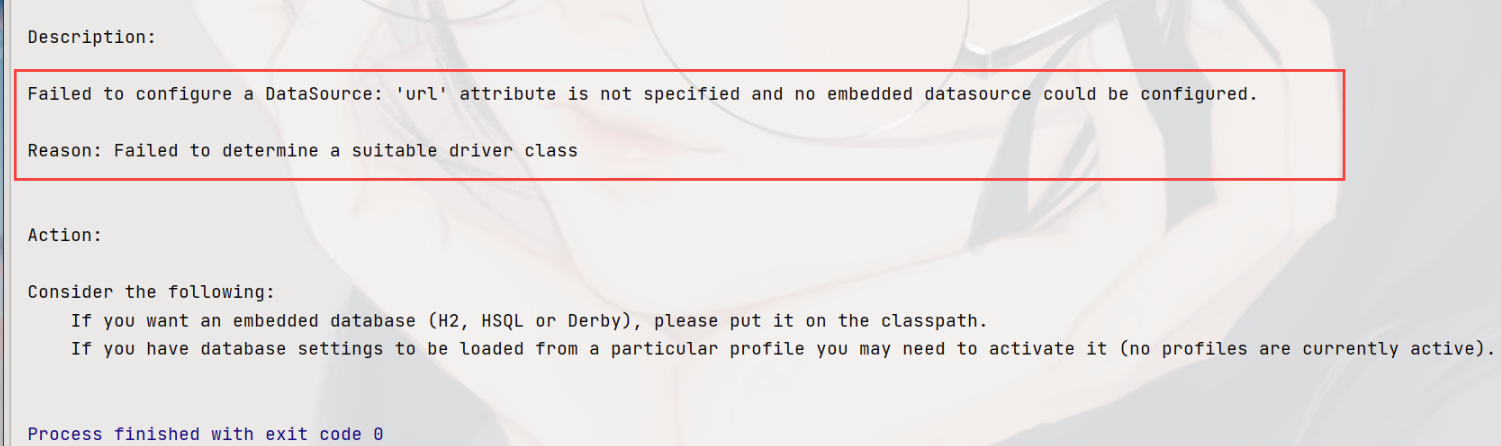 Description:
Failed to configure a DataSource: 'url' attribute is not specified and no embedded datasource could be configured.
Reason: Failed to determine a suitable driver class
Action:
Consider the following:
If you want an embedded database (H2, HSQL or Derby), please put it on the classpath.
If you have database settings to be loaded from a particular profile you may need to activate it (no profiles are currently active).
Process finished with exit code 0